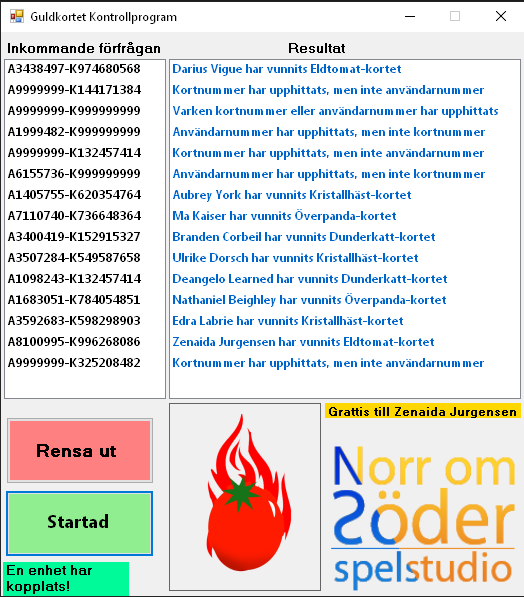 Guldkortet Kontrollprogram
Inkommande förfrågan
Resultat
A3438497-K974680568 Darius Vigue har vunnits Eldtomat-kortet
A9999999-K144171384 Kortnummer har upphittats, men inte användarnummer
A9999999-K999999999 Varken kortnummer eller användarnummer har upphittats
A1999482-K999999999 Användarnummer har upphittats, men inte kortnummer
A9999999-K132457414 Kortnummer har upphittats, men inte användarnummer
A6155736-K999999999 Användarnummer har upphittats, men inte kortnummer
A1405755-K620354764 Aubrey York har vunnits Kristallhäst-kortet
A7110740-K736648364 Ma Kaiser har vunnits Överpanda-kortet
A3400419-K152915327 Branden Corbeil har vunnits Dunderkatt-kortet
A3507284-K549587658 Ulrike Dorsch har vunnits Kristallhäst-kortet
A1098243-K132457414 Deangelo Learned har vunnits Dunderkatt-kortet
A1683051-K784054851 Nathaniel Beighley har vunnits Överpanda-kortet
A3592683-K598298903 Edra Labrie har vunnits Kristallhäst-kortet
A8100995-K996268086 Zenaida Jurgensen har vunnits Eldtomat-kortet
A9999999-K325208482 Kortnummer har upphittats, men inte användarnummer
Rensa ut
Startad
En enhet har
kopplats!
Grattis till Zenaida Jurgensen
Norr om
Söder
spelstudio